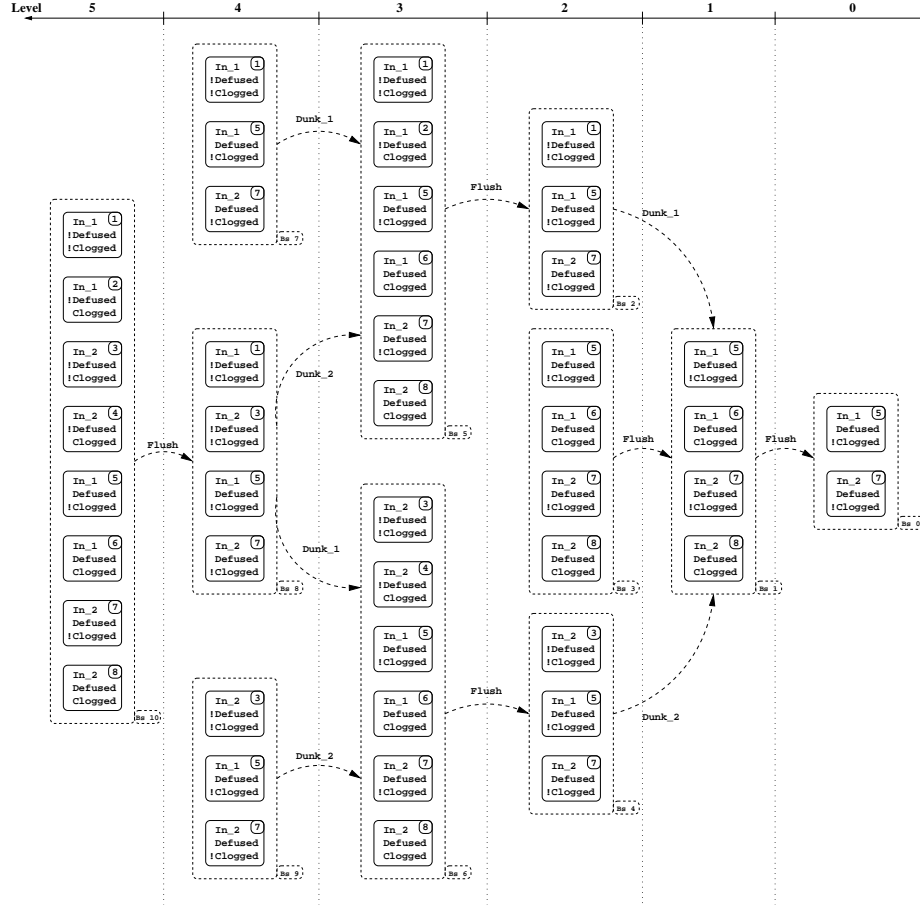 Level 5 4 3 2 1 0
In_1 1
!Defused
!Clogged
In_1 2
!Defused
Clogged
In_2 3
!Defused
!Clogged
In_2 4
!Defused
Clogged
In_1 5
Defused
!Clogged
In_1 6
Defused
Clogged
In_2 7
Defused
!Clogged
In_2 8
Defused
Clogged
Bs 10
Flush
In_1 1
!Defused
!Clogged
In_1 5
Defused
!Clogged
In_2 7
Defused
!Clogged
Bs 7
Dunk_1
In_1 1
!Defused
!Clogged
In_2 3
!Defused
!Clogged
In_1 5
Defused
!Clogged
In_2 7
Defused
!Clogged
Bs 8
Dunk_2
Dunk_1
In_2 3
!Defused
!Clogged
In_1 5
Defused
!Clogged
In_2 7
Defused
!Clogged
Bs 9
Dunk_2
In_1 1
!Defused
!Clogged
In_1 2
!Defused
Clogged
In_1 5
Defused
!Clogged
In_1 6
Defused
Clogged
In_2 7
Defused
!Clogged
In_2 8
Defused
Clogged
Bs 5
Flush
In_2 3
!Defused
!Clogged
In_2 4
!Defused
Clogged
In_1 5
Defused
!Clogged
In_1 6
Defused
Clogged
In_2 7
Defused
!Clogged
In_2 8
Defused
Clogged
Bs 6
Flush
In_1 1
!Defused
!Clogged
In_1 5
Defused
!Clogged
In_2 7
Defused
!Clogged
Bs 2
Dunk_1
In_1 5
Defused
!Clogged
In_1 6
Defused
Clogged
In_2 7
Defused
!Clogged
In_2 8
Defused
Clogged
Bs 3
Flush
In_2 3
!Defused
!Clogged
In_1 5
Defused
!Clogged
In_2 7
Defused
!Clogged
Bs 4
Dunk_2
In_1 5
Defused
!Clogged
In_1 6
Defused
Clogged
In_2 7
Defused
!Clogged
In_2 8
Defused
Clogged
Bs 1
Flush
In_1 5
Defused
!Clogged
In_2 7
Defused
!Clogged
Bs 0